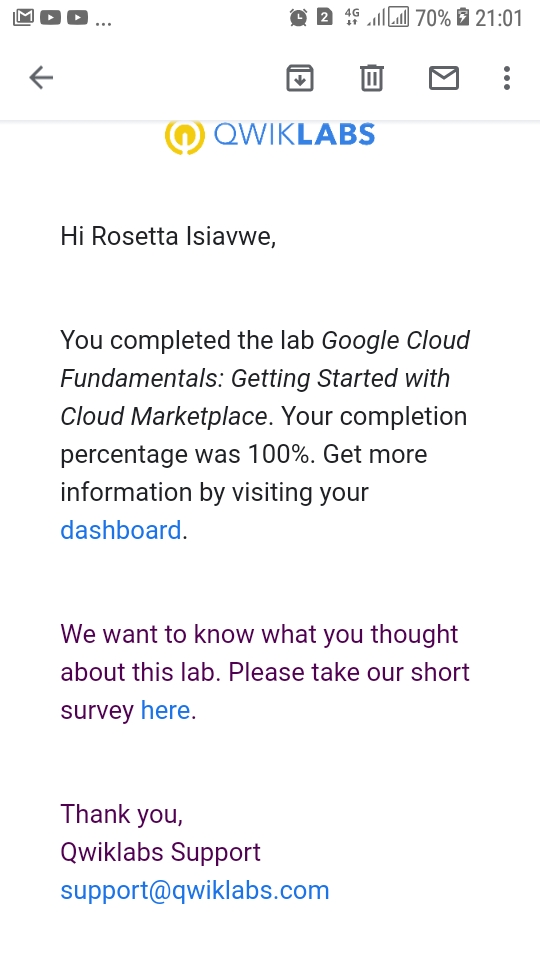 ... 2 4G 70% 21:01
QWIKLABS
Hi Rosetta Isiavwe,
You completed the lab Google Cloud
Fundamentals: Getting Started with
Cloud Marketplace. Your completion
percentage was 100%. Get more
information by visiting your
dashboard.
We want to know what you thought
about this lab. Please take our short
survey here.
Thank you,
Qwiklabs Support
support@qwiklabs.com